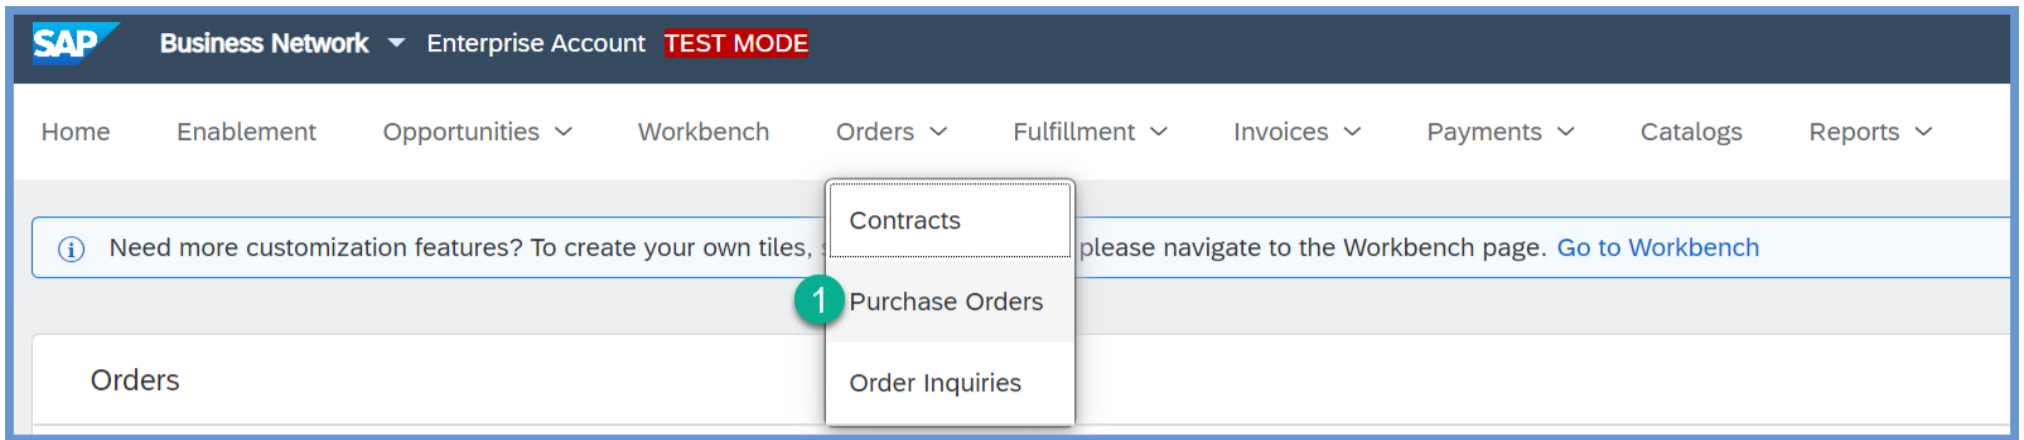 SAP Business Network Enterprise Account TEST MODE
Home Enablement Opportunities Workbench Orders Fulfillment Invoices Payments Catalogs Reports
Contracts
Need more customization features? To create your own tiles, please navigate to the Workbench page. Go to Workbench
1 Purchase Orders
Orders
Order Inquiries